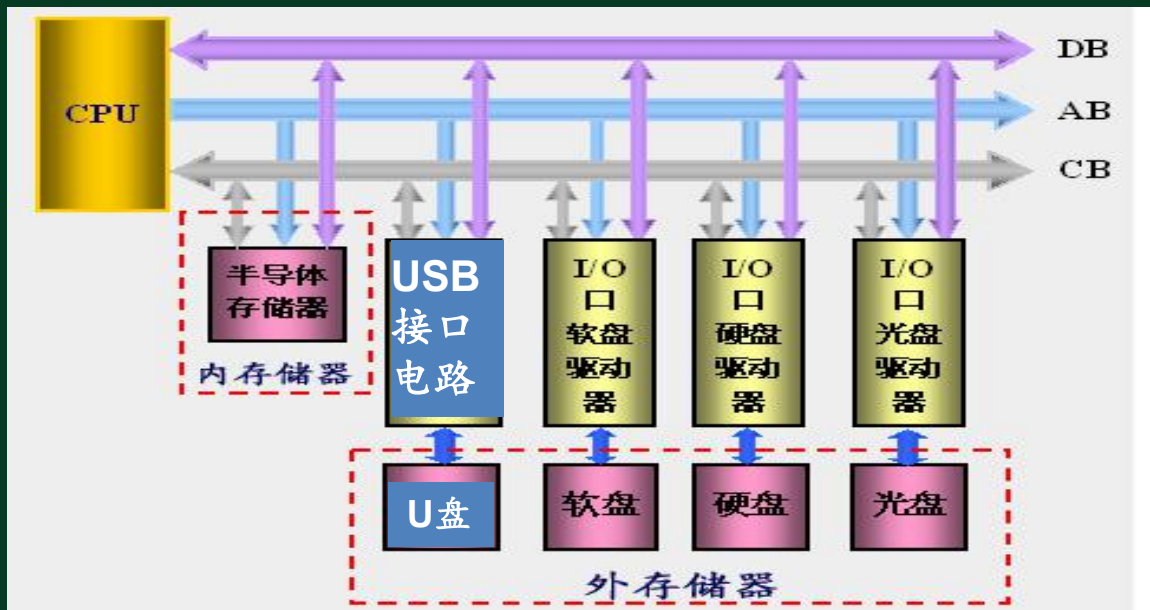 CPU
DB
AB
CB
半导体
存储器
内存储器
USB
接口
电路
I/O
口
软盘
驱动
器
I/O
口
硬盘
驱动
器
I/O
口
光盘
驱动
器
U盘
软盘
硬盘
光盘
外存储器